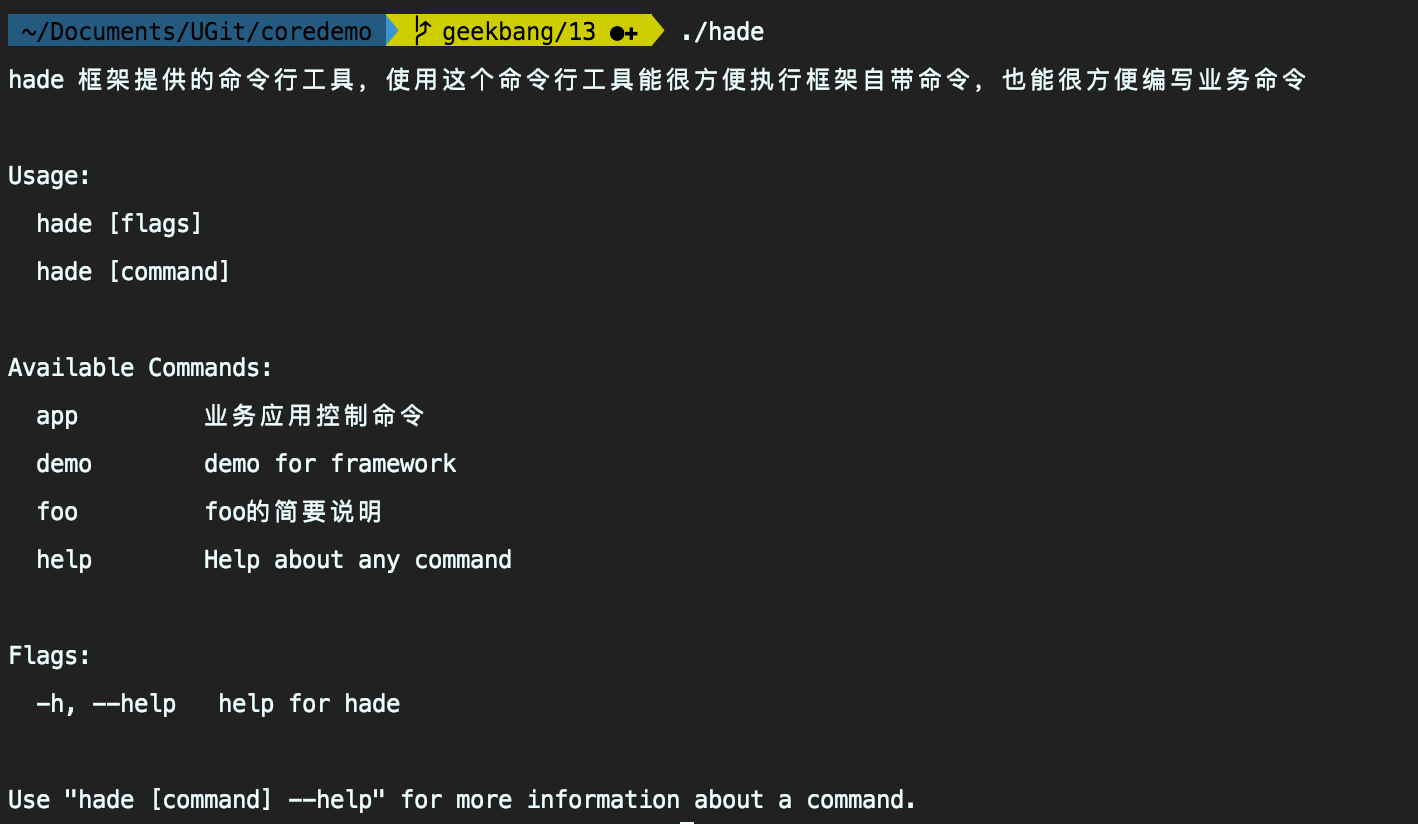 ~/Documents/UGit/coredemo geekbang/13 ●✚ ./hade
hade 框架提供的命令行工具，使用这个命令行工具能很方便执行框架自带命令，也能很方便编写业务命令
Usage:
hade [flags]
hade [command]
Available Commands:
app 业务应用控制命令
demo demo for framework
foo foo的简要说明
help Help about any command
Flags:
-h, --help help for hade
Use "hade [command] --help" for more information about a command.